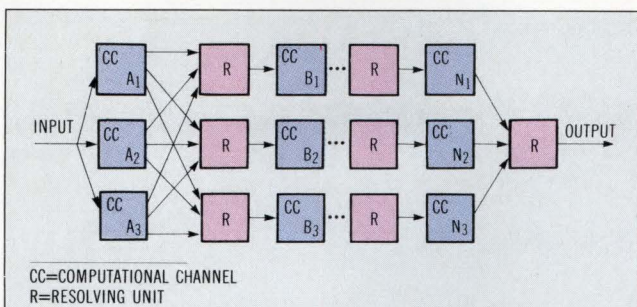 CC A1 R CC B1 ... R CC N1
INPUT CC A2 R CC B2 ... R CC N2 R OUTPUT
CC A3 R CC B3 ... R CC N3
CC=COMPUTATIONAL CHANNEL
R=RESOLVING UNIT